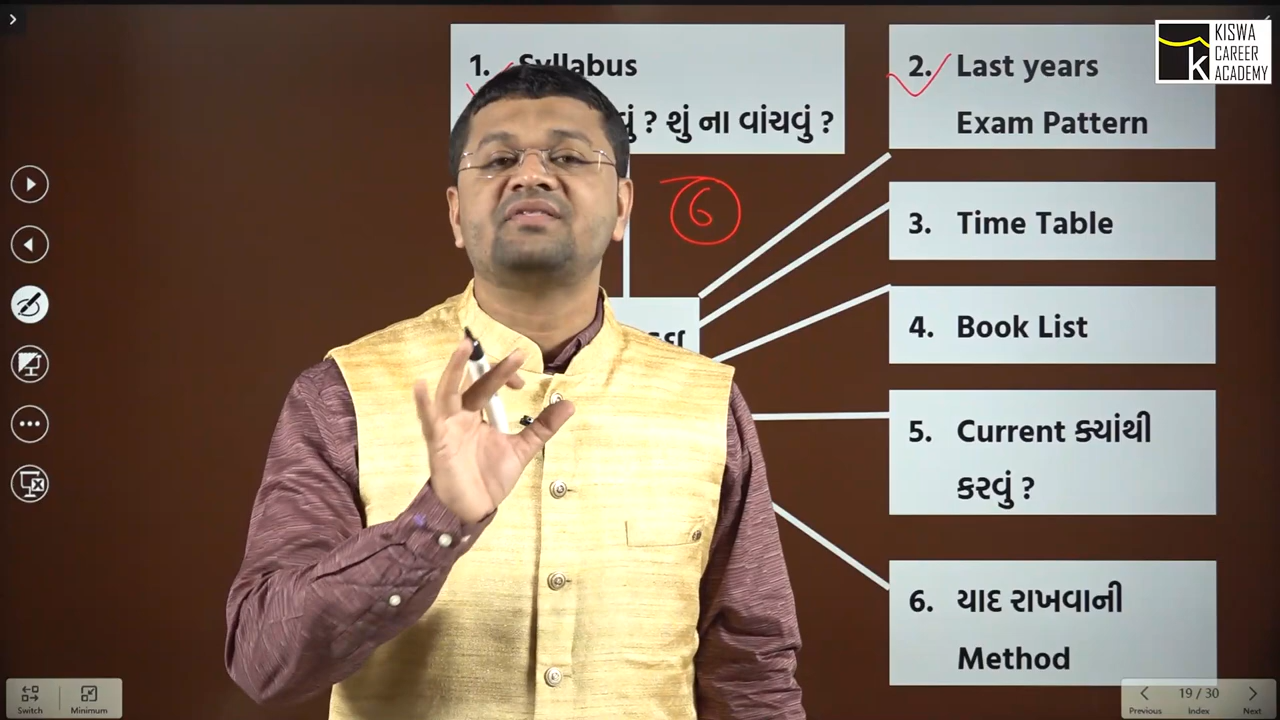 1. Syllabus
? શું ના વાંચવું ?
2. Last years
Exam Pattern
KISWA
CAREER
ACADEMY
k
6
3. Time Table
4. Book List
5. Current ક્યાંથી
કરવું ?
6. યાદ રાખવાની
Method
Switch
Minimum
19 / 30
Previous
Index
Next